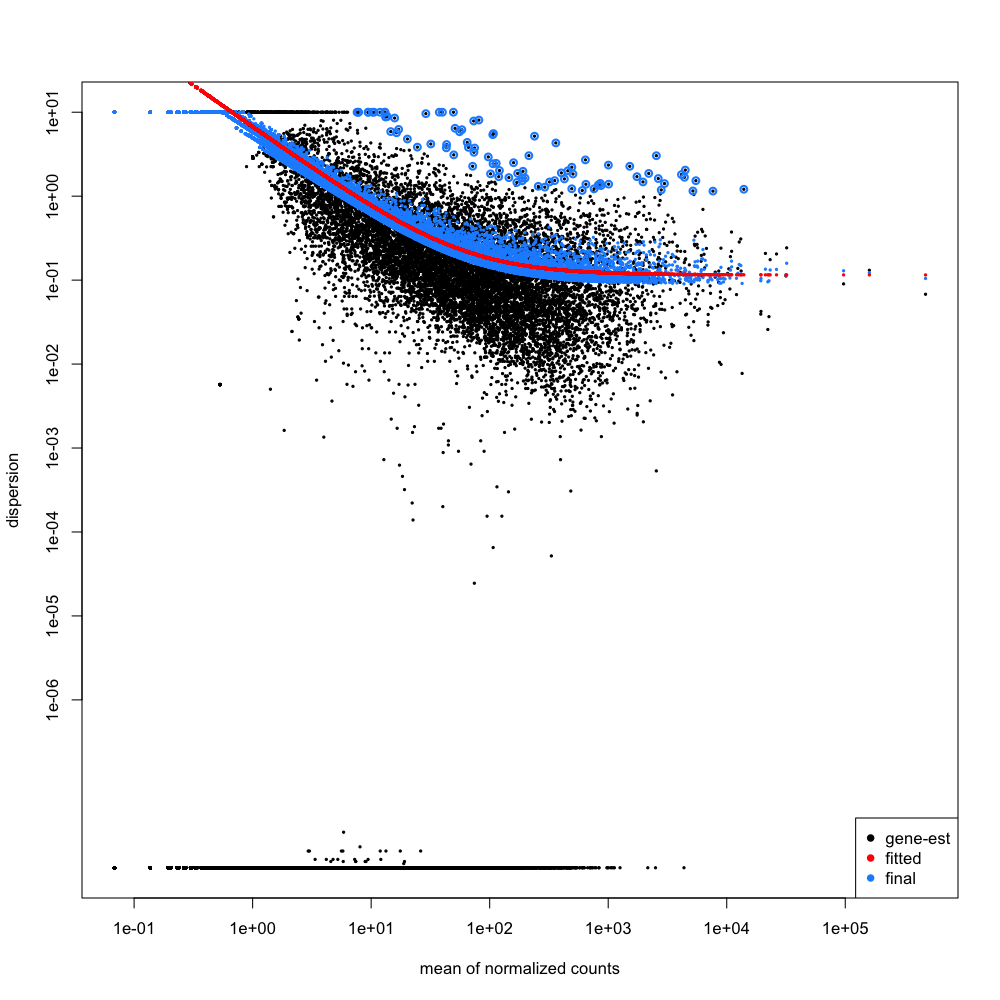 1e+01
1e+00
1e-01
1e-02
1e-03
1e-04
1e-05
1e-06
dispersion
gene-est
fitted
final
1e-01 1e+00 1e+01 1e+02 1e+03 1e+04 1e+05
mean of normalized counts